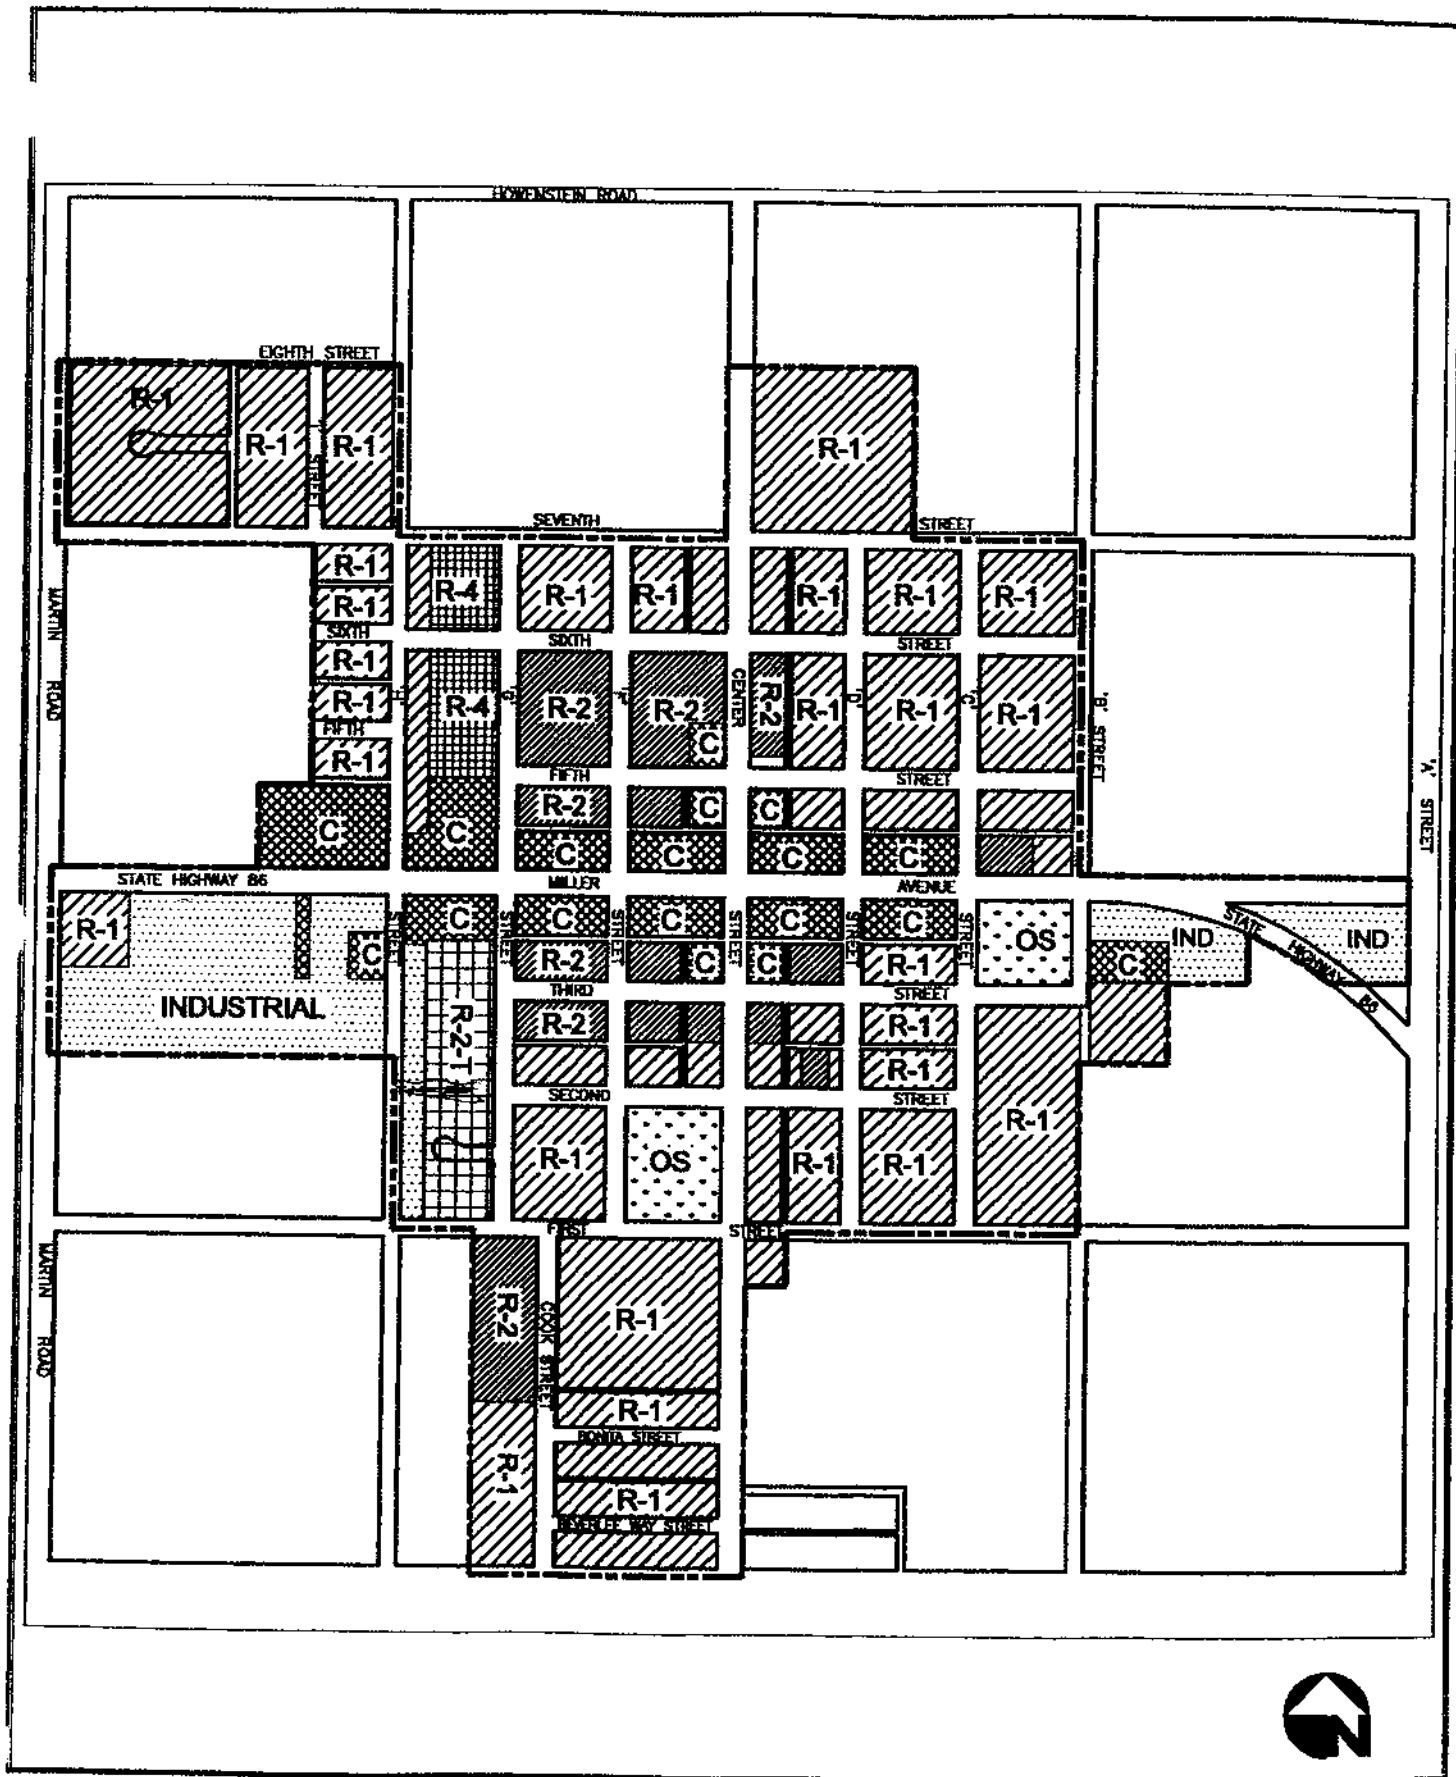 HOWENSTEIN ROAD
EIGHTH STREET
R-1
R-1
STREET
R-1
R-1
SEVENTH
STREET
R-1
R-4
R-1
R-1
R-1
R-1
R-1
R-1
MARTIN ROAD
SIXTH
SIXTH
STREET
R-1
R-1
R-4
"G"
R-2
R-2
C
CENTER
R-2
R-1
"D"
R-1
"C"
R-1
"B" STREET
"A" STREET
FIFTH
R-1
FIFTH
STREET
R-2
C
C
C
C
C
C
C
C
STATE HIGHWAY 86
MILLER
AVENUE
R-1
STREET
C
STREET
C
STREET
C
STREET
C
STREET
C
STREET
OS
IND
STATE HIGHWAY 86
IND
C
R-2
C
C
R-1
C
INDUSTRIAL
THIRD
STREET
R-2-T
R-2
R-1
R-1
R-1
SECOND
STREET
R-1
OS
R-1
R-1
FIRST
STREET
MARTIN ROAD
R-2
COOK STREET
R-1
R-1
BONITA STREET
R-1
R-1
BEVERLEE WAY STREET
N